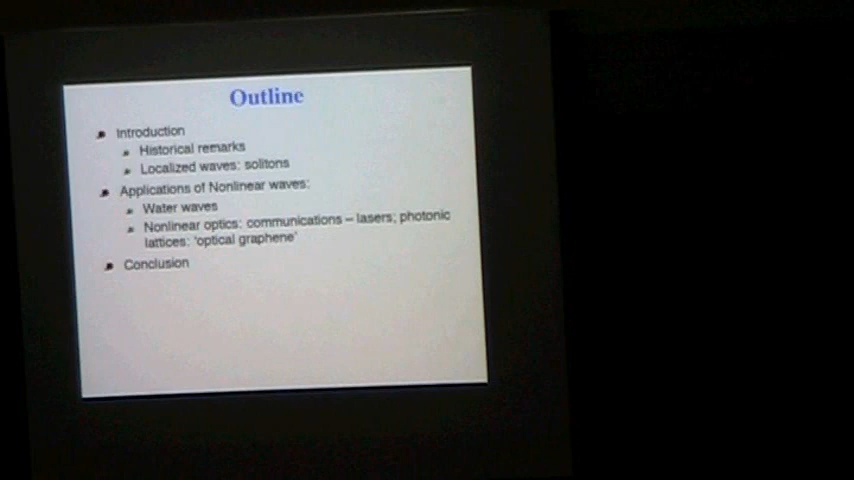 Outline
Introduction
Historical remarks
Localized waves: solitons
Applications of Nonlinear waves:
Water waves
Nonlinear optics: communications – lasers; photonic
lattices: 'optical graphene'
Conclusion